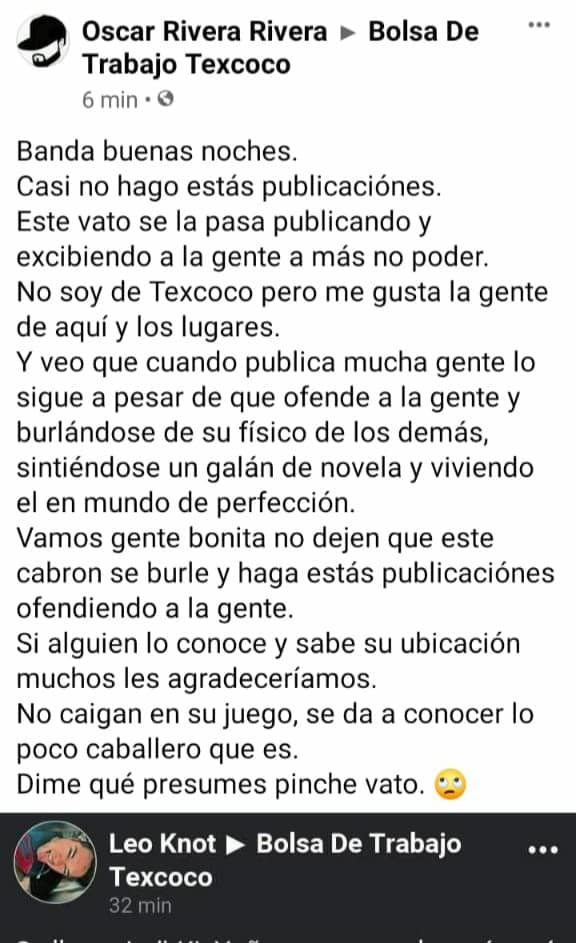 Oscar Rivera Rivera ▸ Bolsa De
Trabajo Texcoco
6 min •
Banda buenas noches.
Casi no hago estás publicaciónes.
Este vato se la pasa publicando y
excibiendo a la gente a más no poder.
No soy de Texcoco pero me gusta la gente
de aquí y los lugares.
Y veo que cuando publica mucha gente lo
sigue a pesar de que ofende a la gente y
burlándose de su físico de los demás,
sintiéndose un galán de novela y viviendo
el en mundo de perfección.
Vamos gente bonita no dejen que este
cabron se burle y haga estás publicaciónes
ofendiendo a la gente.
Si alguien lo conoce y sabe su ubicación
muchos les agradeceríamos.
No caigan en su juego, se da a conocer lo
poco caballero que es.
Dime qué presumes pinche vato. 🙄
Leo Knot ▸ Bolsa De Trabajo
Texcoco
32 min